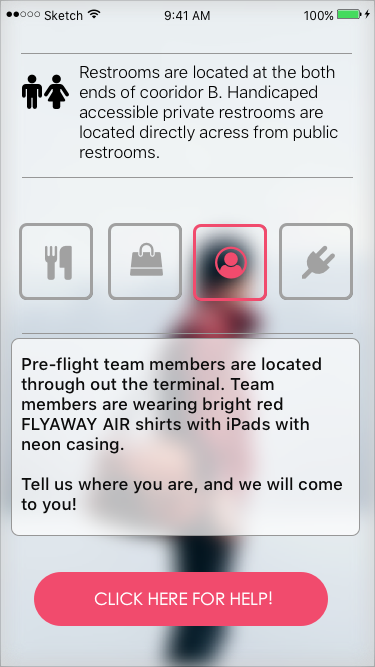 Sketch 9:41 AM 100%
Restrooms are located at the both
ends of cooridor B. Handicaped
accessible private restrooms are
located directly acress from public
restrooms.
Pre-flight team members are located
through out the terminal. Team
members are wearing bright red
FLYAWAY AIR shirts with iPads with
neon casing.
Tell us where you are, and we will come
to you!
CLICK HERE FOR HELP!